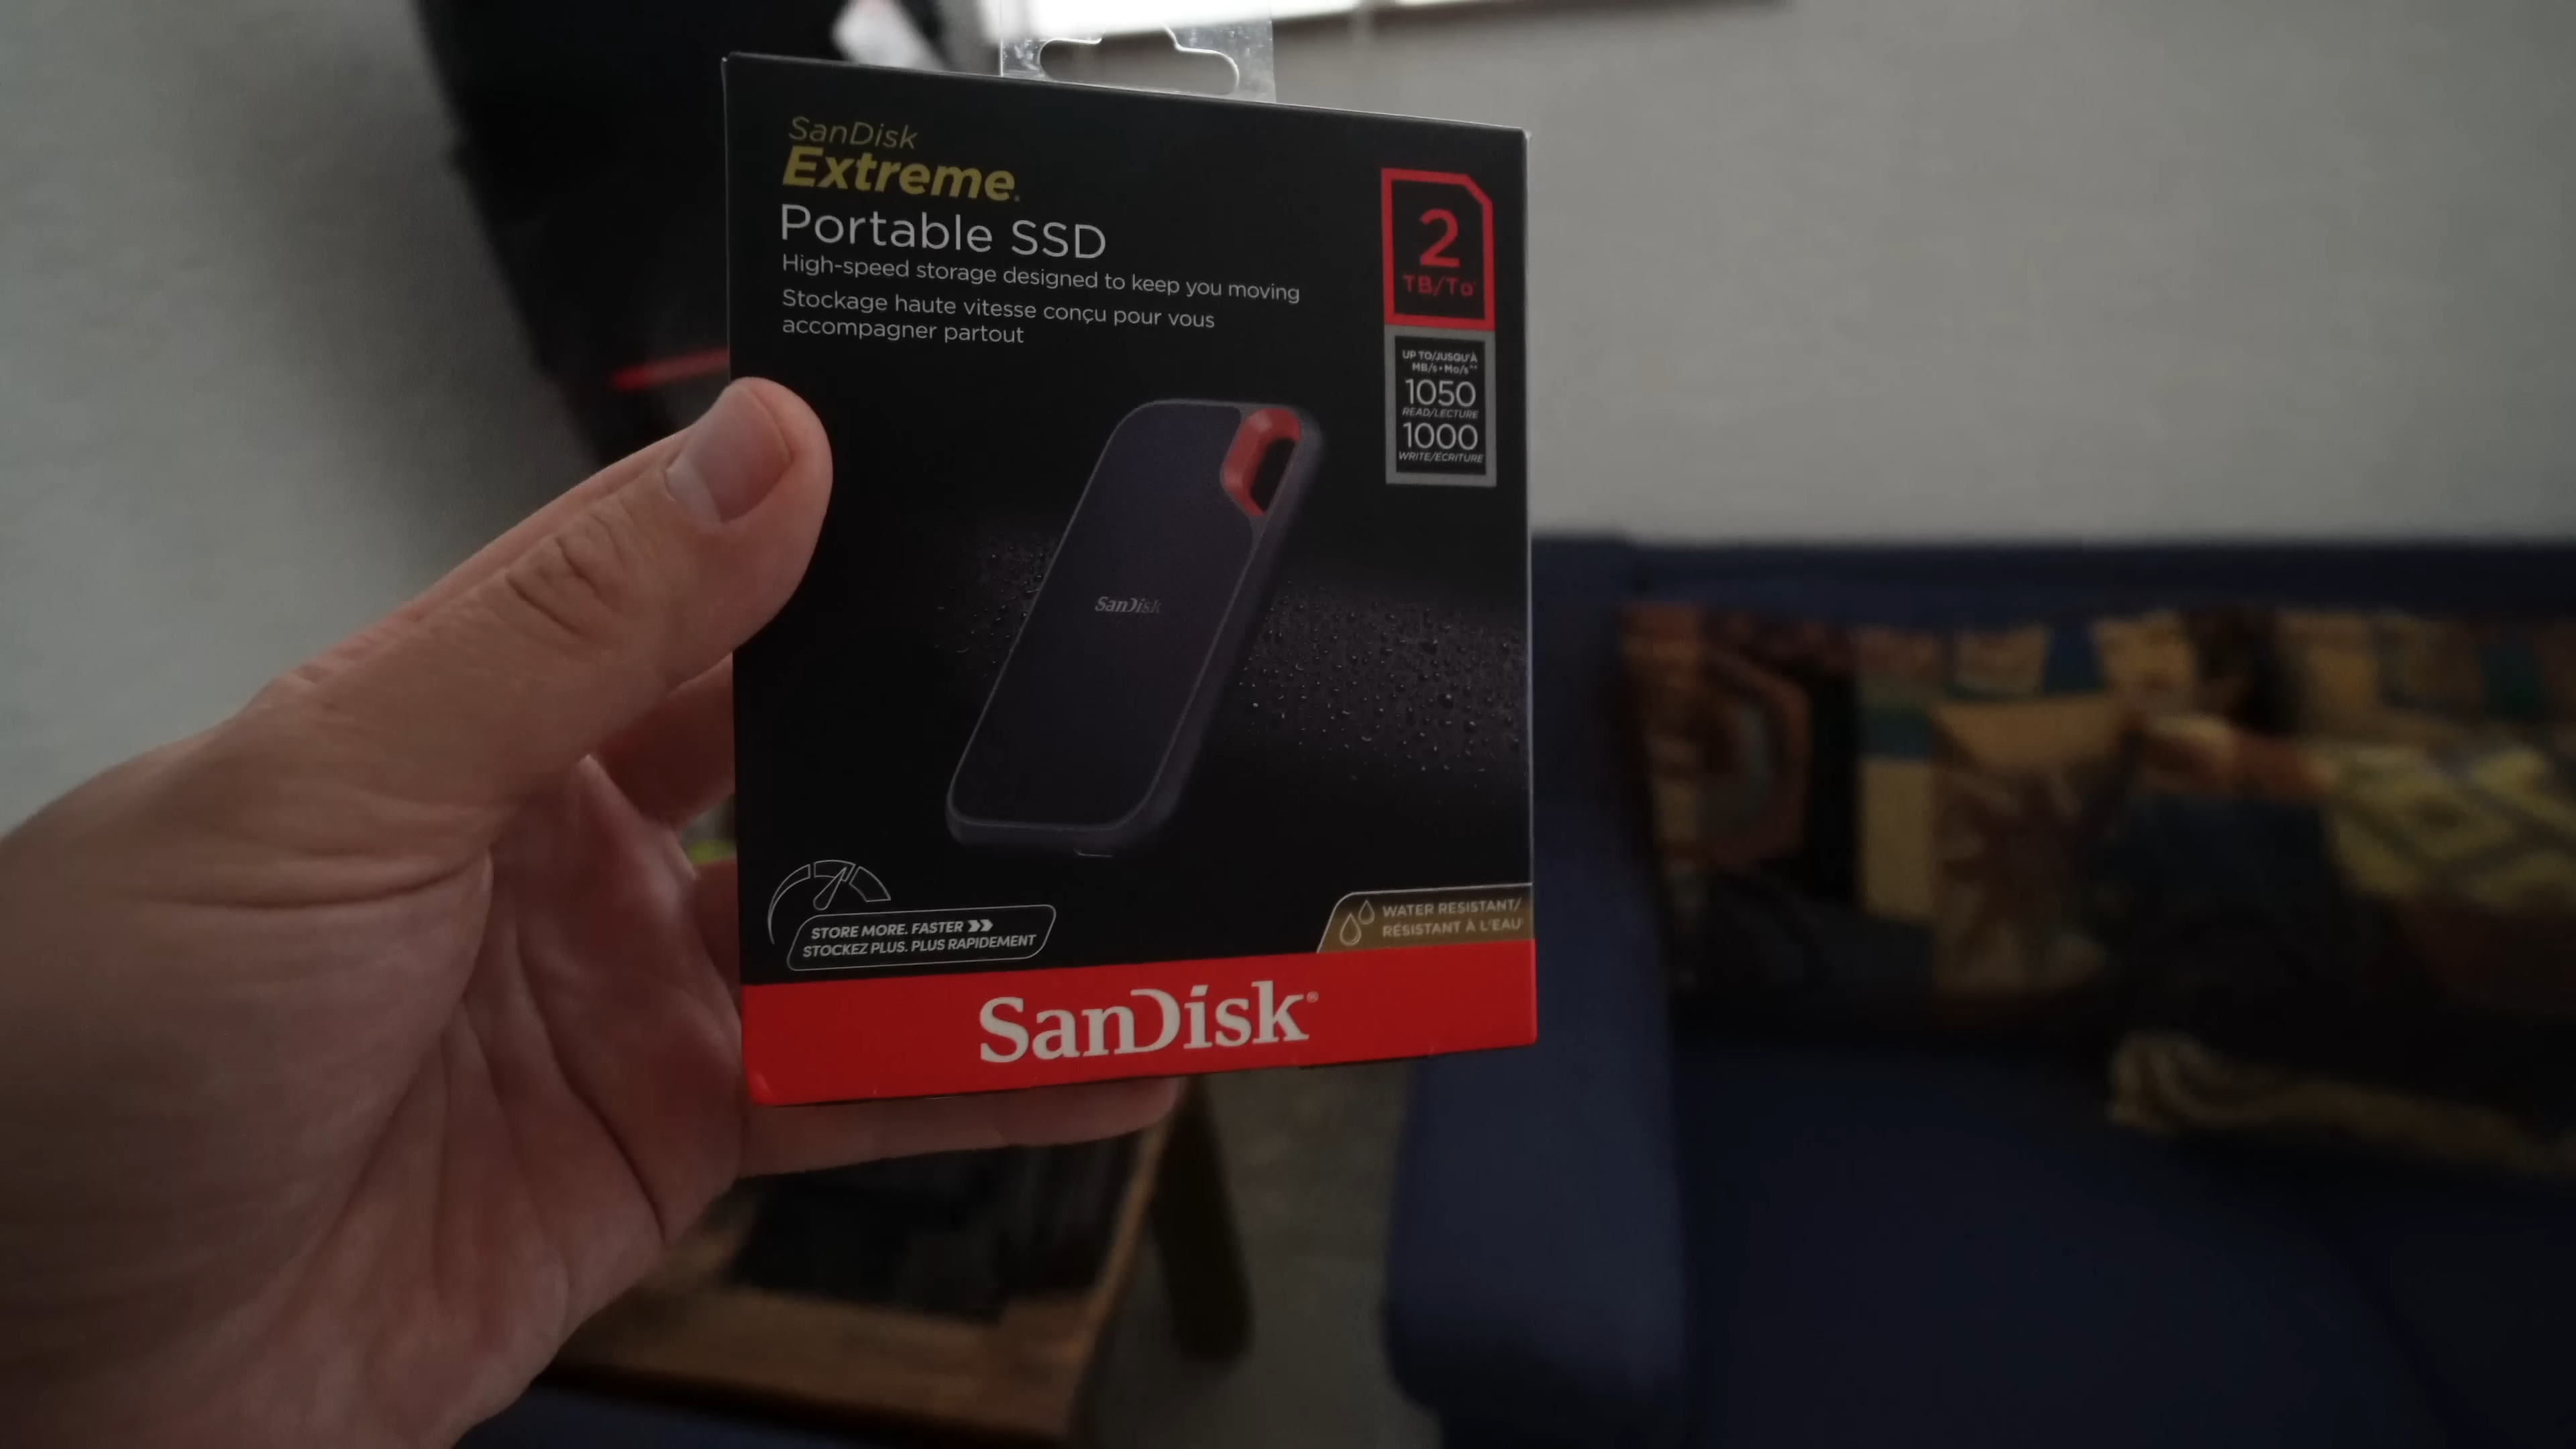 SanDisk
Extreme®
Portable SSD
High-speed storage designed to keep you moving
Stockage haute vitesse conçu pour vous
accompagner partout
2
TB/To*
UP TO/JUSQU'À
MB/s • Mo/s**
1050
READ/LECTURE
1000
WRITE/ÉCRITURE
SanDisk
STORE MORE. FASTER
STOCKEZ PLUS. PLUS RAPIDEMENT
WATER RESISTANT/
RÉSISTANT À L'EAU
SanDisk®